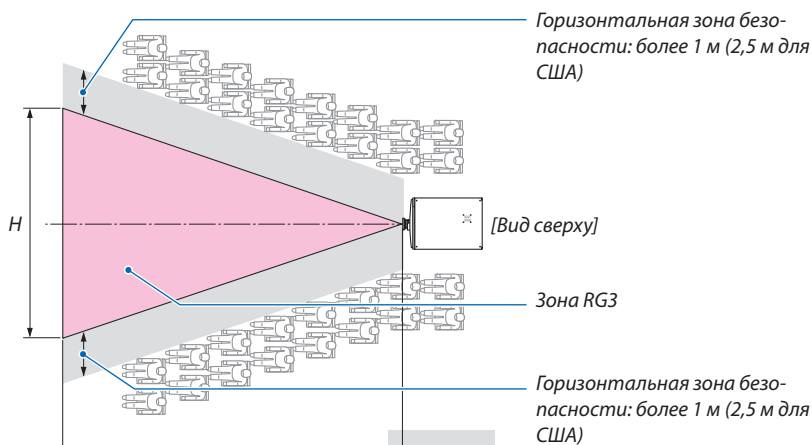 Горизонтальная зона безо-
пасности: более 1 м (2,5 м для
США)
H
[Вид сверху]
Зона RG3
Горизонтальная зона безо-
пасности: более 1 м (2,5 м для
США)